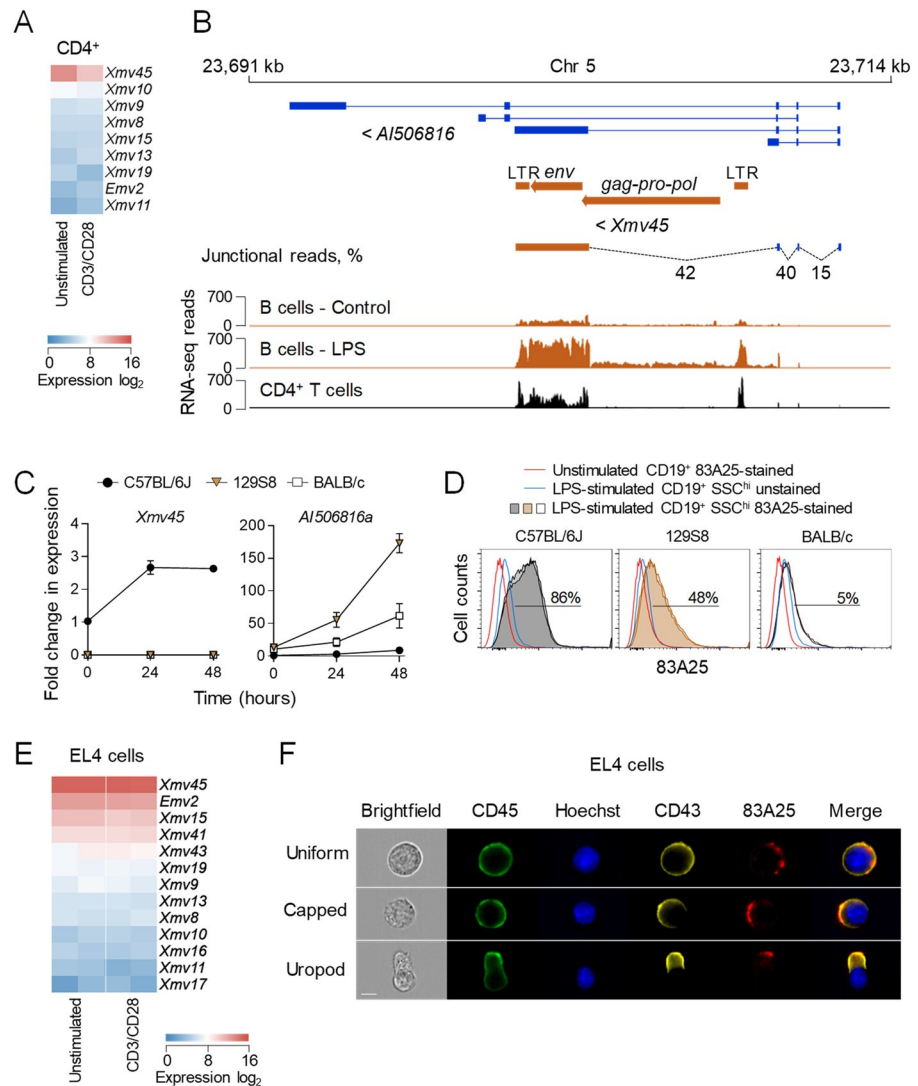 A
CD4+
Xmv45
Xmv10
Xmv9
Xmv8
Xmv15
Xmv13
Xmv19
Emv2
Xmv11
Unstimulated
CD3/CD28
0 8 16
Expression log2
B
23,691 kb Chr 5 23,714 kb
< AI506816
LTR env gag-pro-pol LTR
< Xmv45
Junctional reads, %
42 40 15
RNA-seq reads
700 B cells - Control
0
700 B cells - LPS
0
700 CD4+ T cells
0
C
C57BL/6J 129S8 BALB/c
Xmv45 AI506816a
Fold change in expression
4
3
2
1
0
200
150
100
50
0
0 24 48 0 24 48
Time (hours)
D
Unstimulated CD19+ 83A25-stained
LPS-stimulated CD19+ SSChi unstained
LPS-stimulated CD19+ SSChi 83A25-stained
C57BL/6J 129S8 BALB/c
Cell counts
86% 48% 5%
83A25
E
EL4 cells
Xmv45
Emv2
Xmv15
Xmv41
Xmv43
Xmv19
Xmv9
Xmv13
Xmv8
Xmv10
Xmv16
Xmv11
Xmv17
Unstimulated
CD3/CD28
0 8 16
Expression log2
F
EL4 cells
Brightfield CD45 Hoechst CD43 83A25 Merge
Uniform
Capped
Uropod